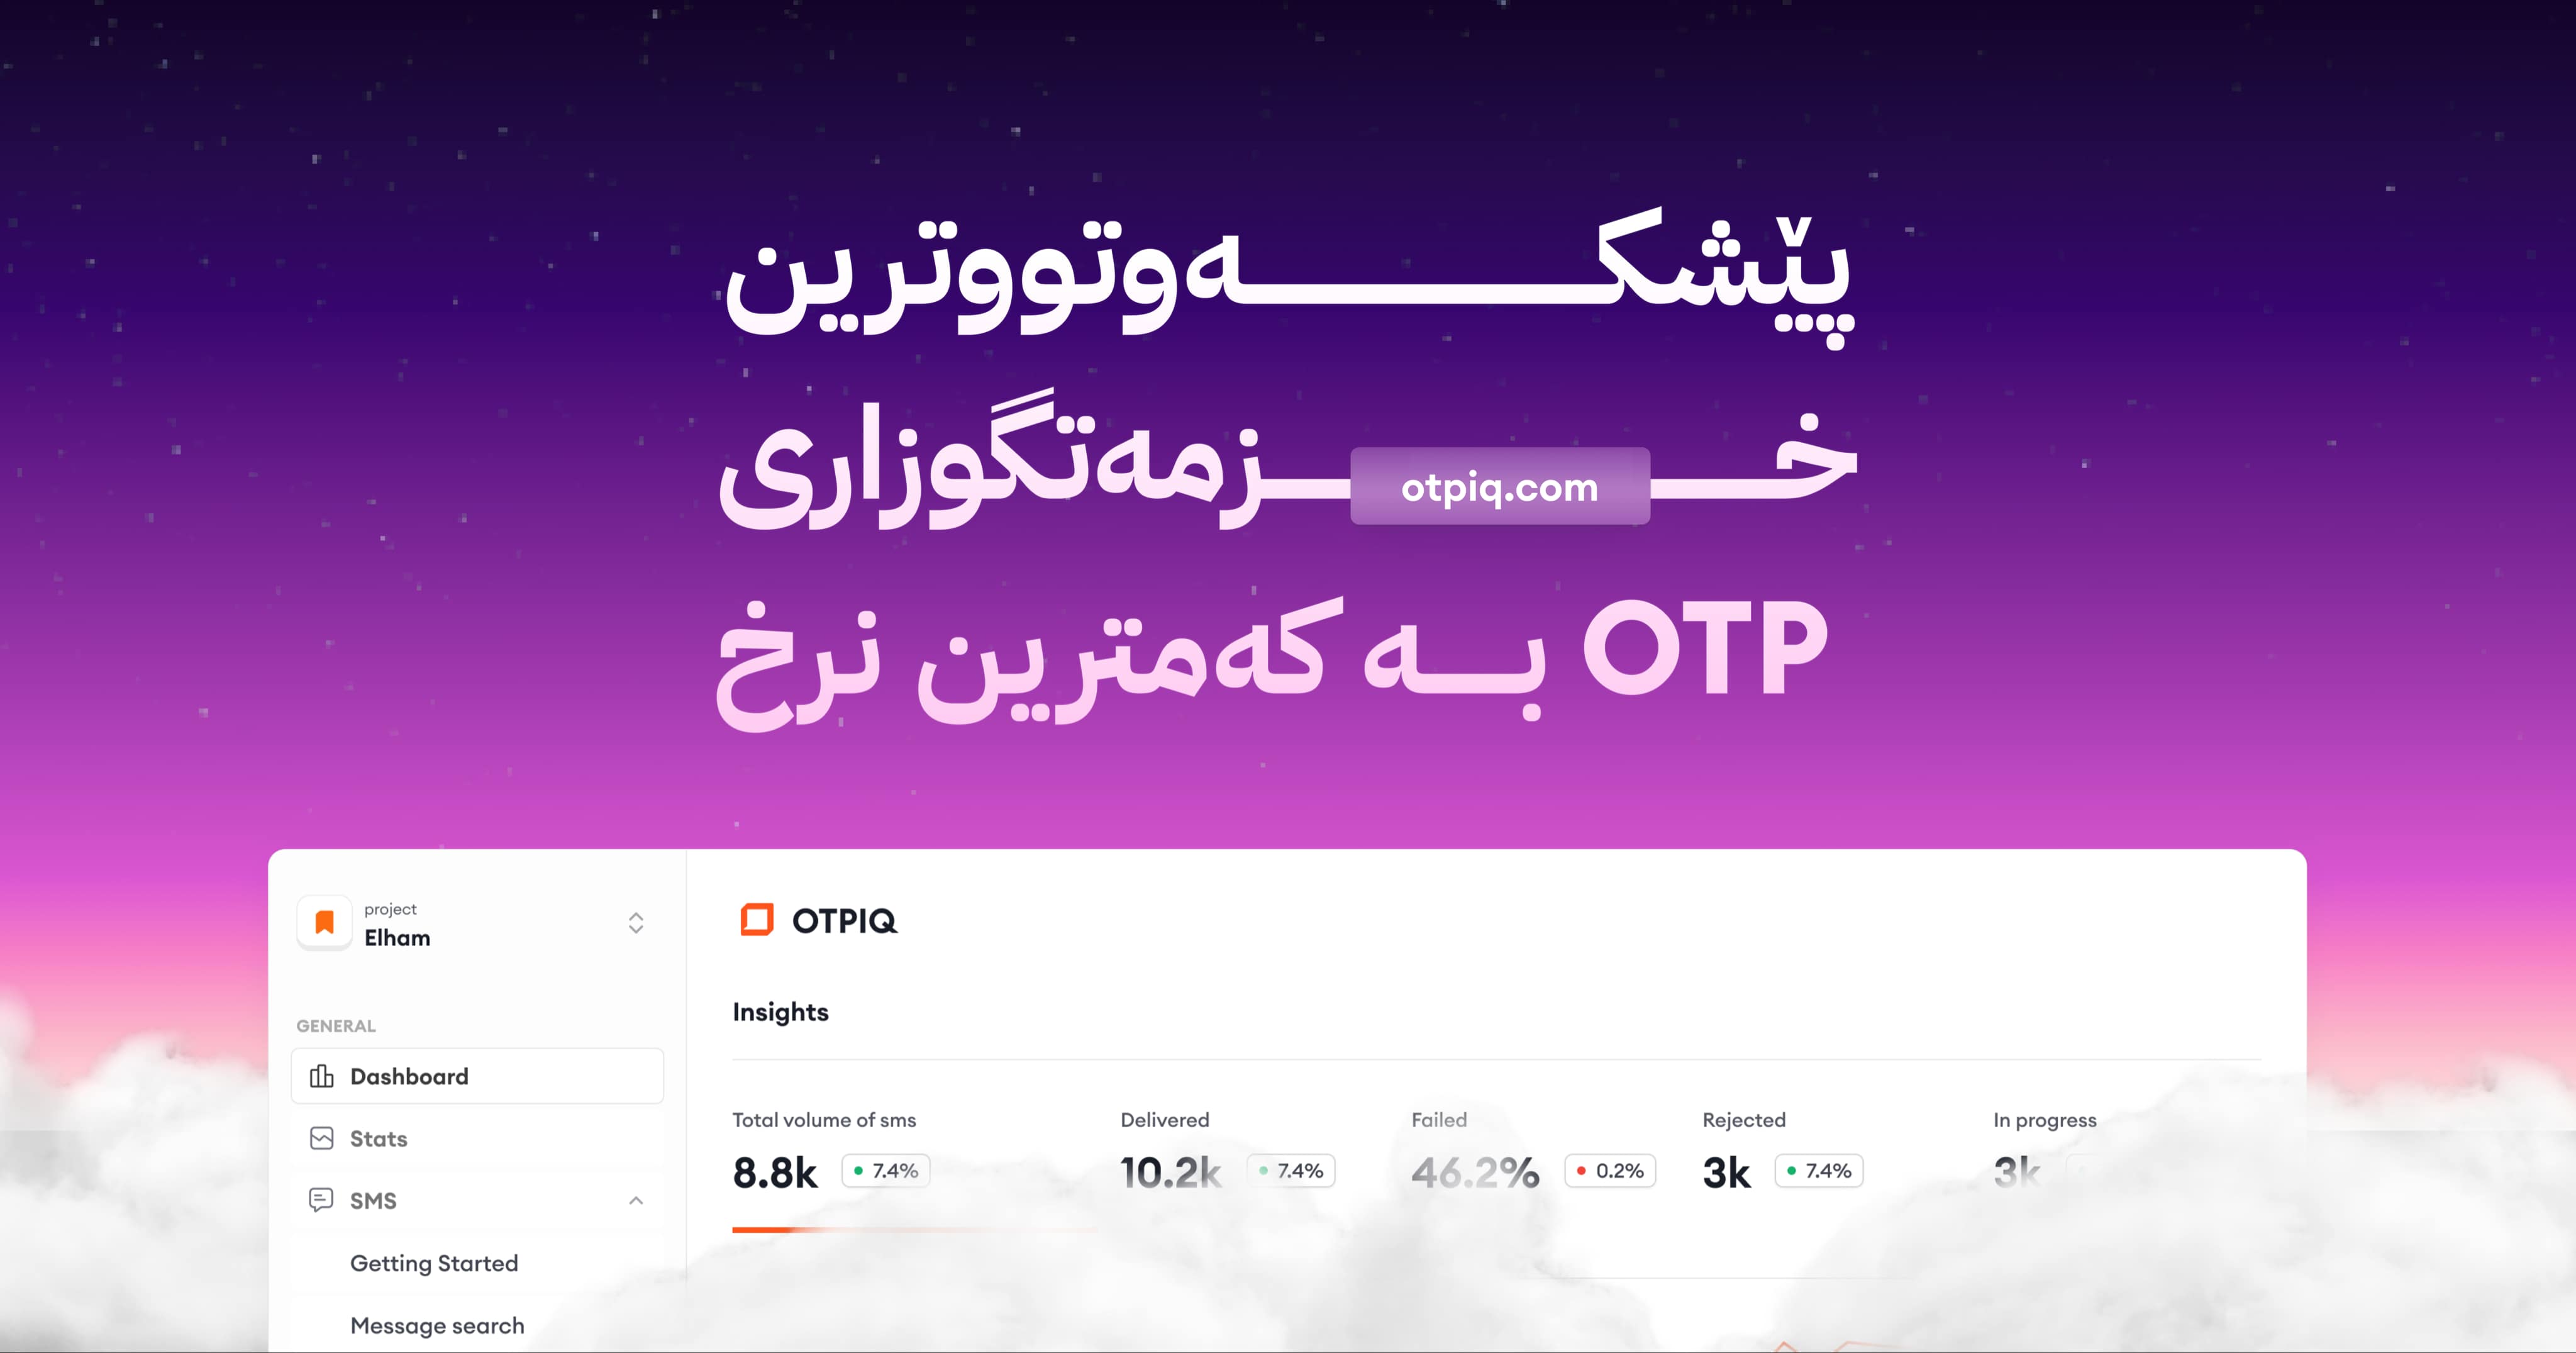 پێشکەوتووترین
خزمەتگوزاری
otpiq.com
OTP بە کەمترین نرخ
project
Elham
OTPIQ
Insights
GENERAL
Dashboard
Stats
SMS
Getting Started
Message search
Total volume of sms
8.8k
7.4%
Delivered
10.2k
7.4%
Failed
46.2%
0.2%
Rejected
3k
7.4%
In progress
3k